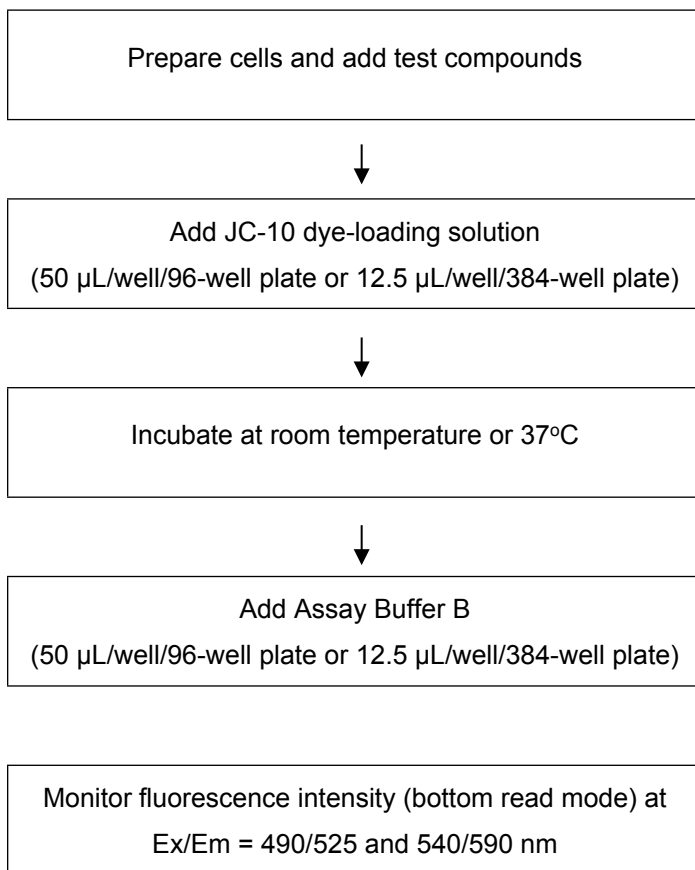 Prepare cells and add test compounds
Add JC-10 dye-loading solution
(50 µL/well/96-well plate or 12.5 µL/well/384-well plate)
Incubate at room temperature or 37°C
Add Assay Buffer B
(50 µL/well/96-well plate or 12.5 µL/well/384-well plate)
Monitor fluorescence intensity (bottom read mode) at
Ex/Em = 490/525 and 540/590 nm